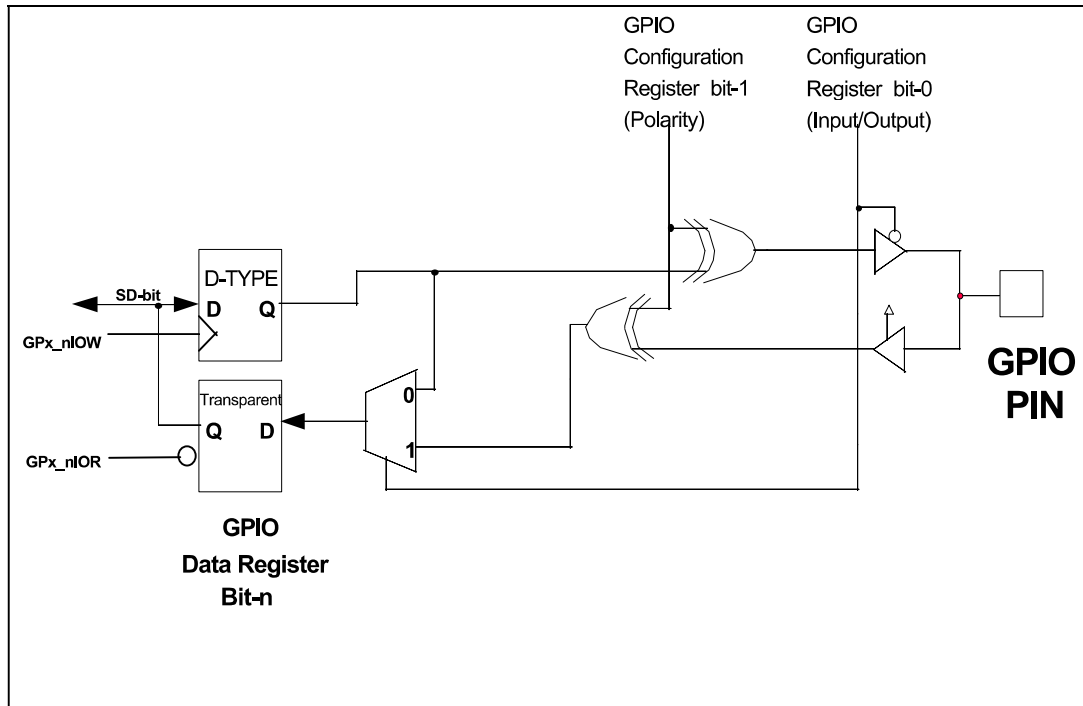 GPIO
Configuration
Register bit-1
(Polarity)
GPIO
Configuration
Register bit-0
(Input/Output)
D-TYPE
SD-bit
D Q
GPx_nIOW
Transparent
Q D
GPx_nIOR
0
1
GPIO
PIN
GPIO
Data Register
Bit-n